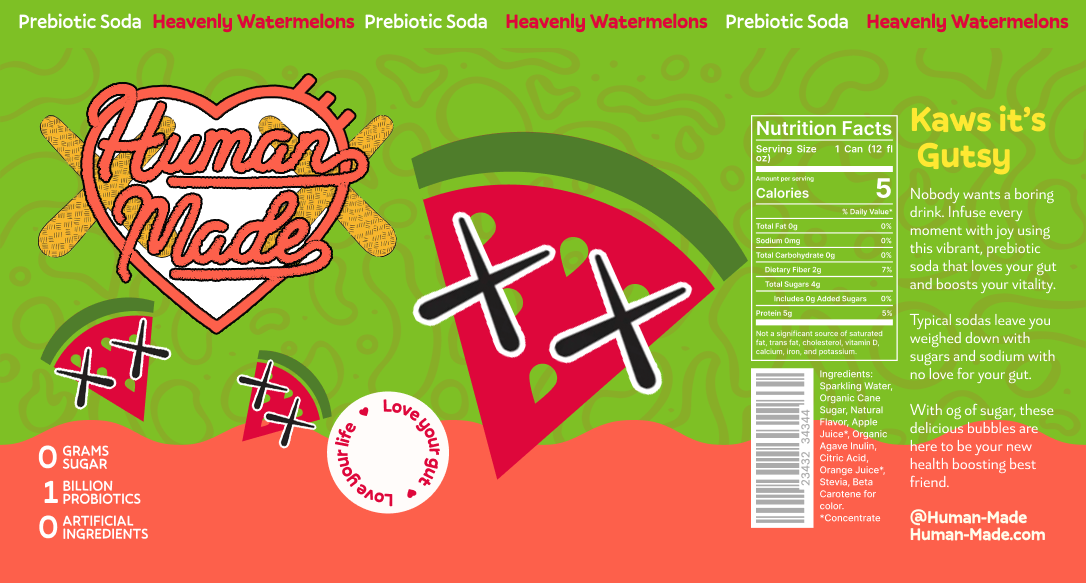 Prebiotic Soda Heavenly Watermelons Prebiotic Soda Heavenly Watermelons Prebiotic Soda Heavenly Watermelons
Human
Made
0 GRAMS
SUGAR
1 BILLION
PROBIOTICS
0 ARTIFICIAL
INGREDIENTS
Love your gut ♥ Love your life ♥
Nutrition Facts
Serving Size 1 Can (12 fl
oz)
Amount per serving
Calories 5
% Daily Value*
Total Fat 0g 0%
Sodium 0mg 0%
Total Carbohydrate 0g 0%
Dietary Fiber 2g 7%
Total Sugars 4g
Includes 0g Added Sugars 0%
Protein 5g 5%
Not a significant source of saturated
fat, trans fat, cholesterol, vitamin D,
calcium, iron, and potassium.
23432 34344
Ingredients:
Sparkling Water,
Organic Cane
Sugar, Natural
Flavor, Apple
Juice*, Organic
Agave Inulin,
Citric Acid,
Orange Juice*,
Stevia, Beta
Carotene for
color.
*Concentrate
Kaws it's
Gutsy
Nobody wants a boring
drink. Infuse every
moment with joy using
this vibrant, prebiotic
soda that loves your gut
and boosts your vitality.
Typical sodas leave you
weighed down with
sugars and sodium with
no love for your gut.
With 0g of sugar, these
delicious bubbles are
here to be your new
health boosting best
friend.
@Human-Made
Human-Made.com